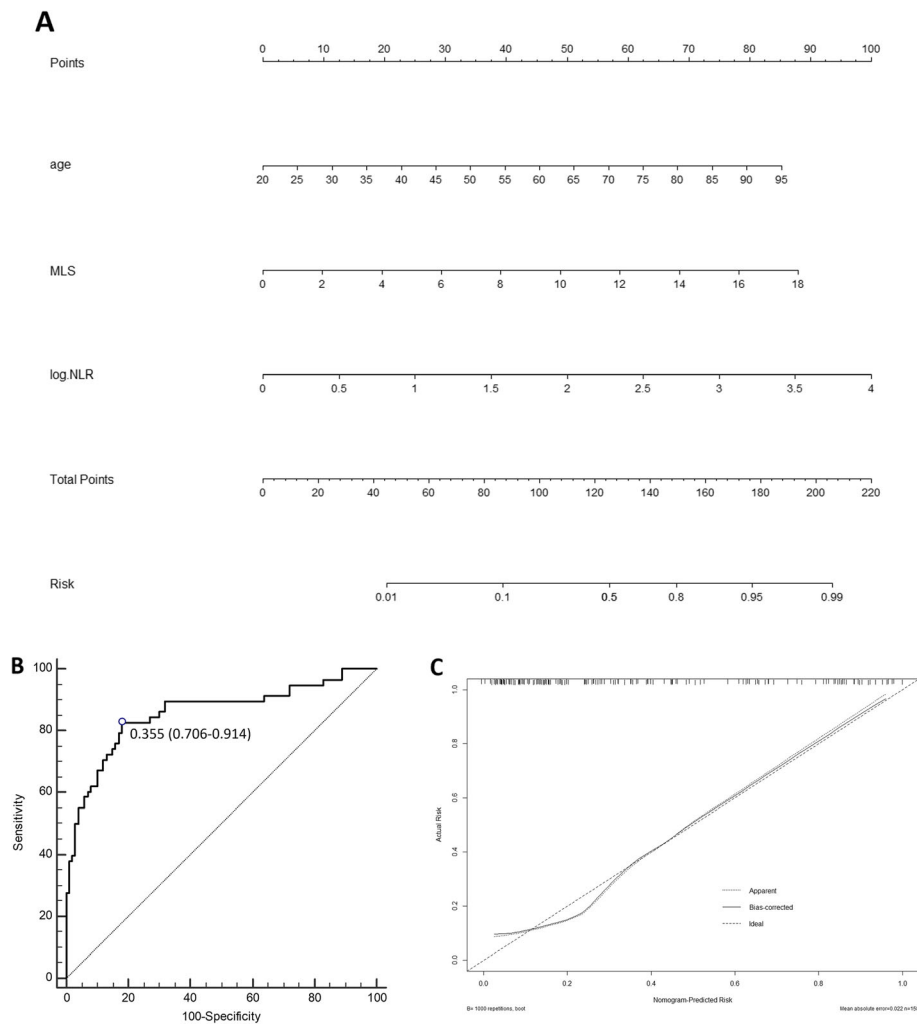 A
Points
0 10 20 30 40 50 60 70 80 90 100
age
20 25 30 35 40 45 50 55 60 65 70 75 80 85 90 95
MLS
0 2 4 6 8 10 12 14 16 18
log.NLR
0 0.5 1 1.5 2 2.5 3 3.5 4
Total Points
0 20 40 60 80 100 120 140 160 180 200 220
Risk
0.01 0.1 0.5 0.8 0.95 0.99
B
100
80
60
40
20
0
Sensitivity
0.355 (0.706-0.914)
0 20 40 60 80 100
100-Specificity
C
1.0
0.8
0.6
0.4
0.2
0.0
Actual Risk
Apparent
Bias-corrected
Ideal
0.0 0.2 0.4 0.6 0.8 1.0
Nomogram-Predicted Risk
B= 1000 repetitions, boot
Mean absolute error=0.022